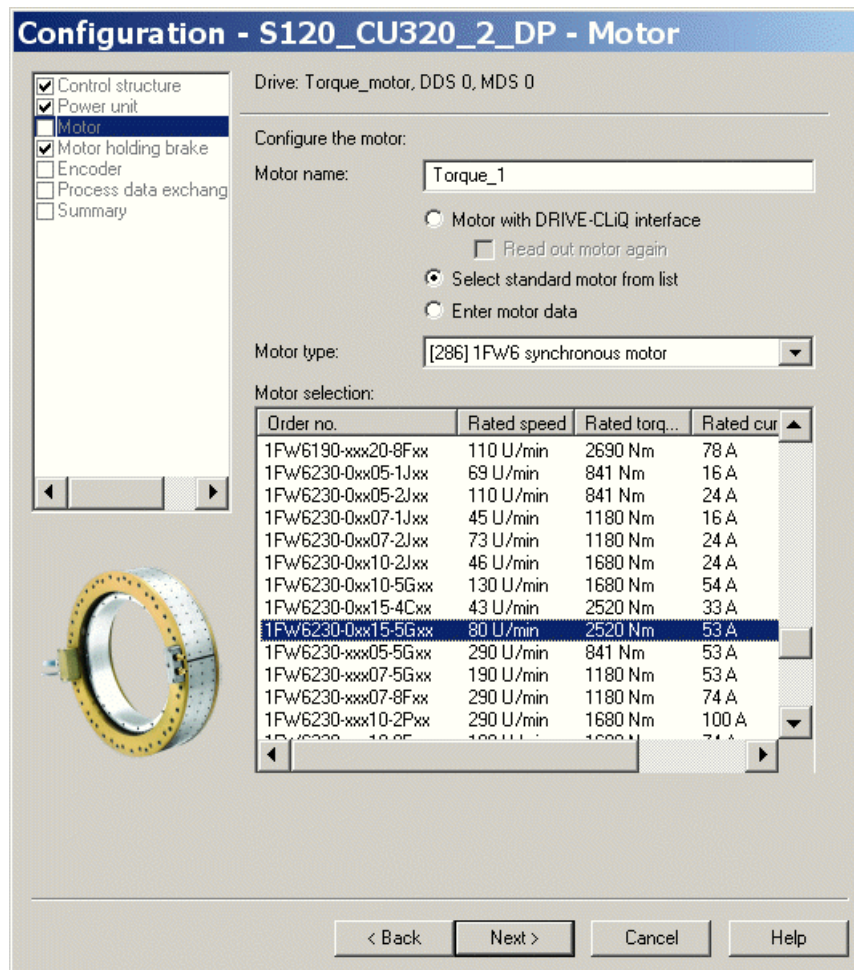 Configuration - S120_CU320_2_DP - Motor
Control structure
Power unit
Motor
Motor holding brake
Encoder
Process data exchang
Summary
Drive: Torque_motor, DDS 0, MDS 0
Configure the motor:
Motor name: Torque_1
Motor with DRIVE-CLiQ interface
Read out motor again
Select standard motor from list
Enter motor data
Motor type: [286] 1FW6 synchronous motor
Motor selection:
Order no. Rated speed Rated torq... Rated cur
1FW6190-xxx20-8Fxx 110 U/min 2690 Nm 78 A
1FW6230-0xx05-1Jxx 69 U/min 841 Nm 16 A
1FW6230-0xx05-2Jxx 110 U/min 841 Nm 24 A
1FW6230-0xx07-1Jxx 45 U/min 1180 Nm 16 A
1FW6230-0xx07-2Jxx 73 U/min 1180 Nm 24 A
1FW6230-0xx10-2Jxx 46 U/min 1680 Nm 24 A
1FW6230-0xx10-5Gxx 130 U/min 1680 Nm 54 A
1FW6230-0xx15-4Cxx 43 U/min 2520 Nm 33 A
1FW6230-0xx15-5Gxx 80 U/min 2520 Nm 53 A
1FW6230-xxx05-5Gxx 290 U/min 841 Nm 53 A
1FW6230-xxx07-5Gxx 190 U/min 1180 Nm 53 A
1FW6230-xxx07-8Fxx 290 U/min 1180 Nm 74 A
1FW6230-xxx10-2Pxx 290 U/min 1680 Nm 100 A
< Back Next > Cancel Help